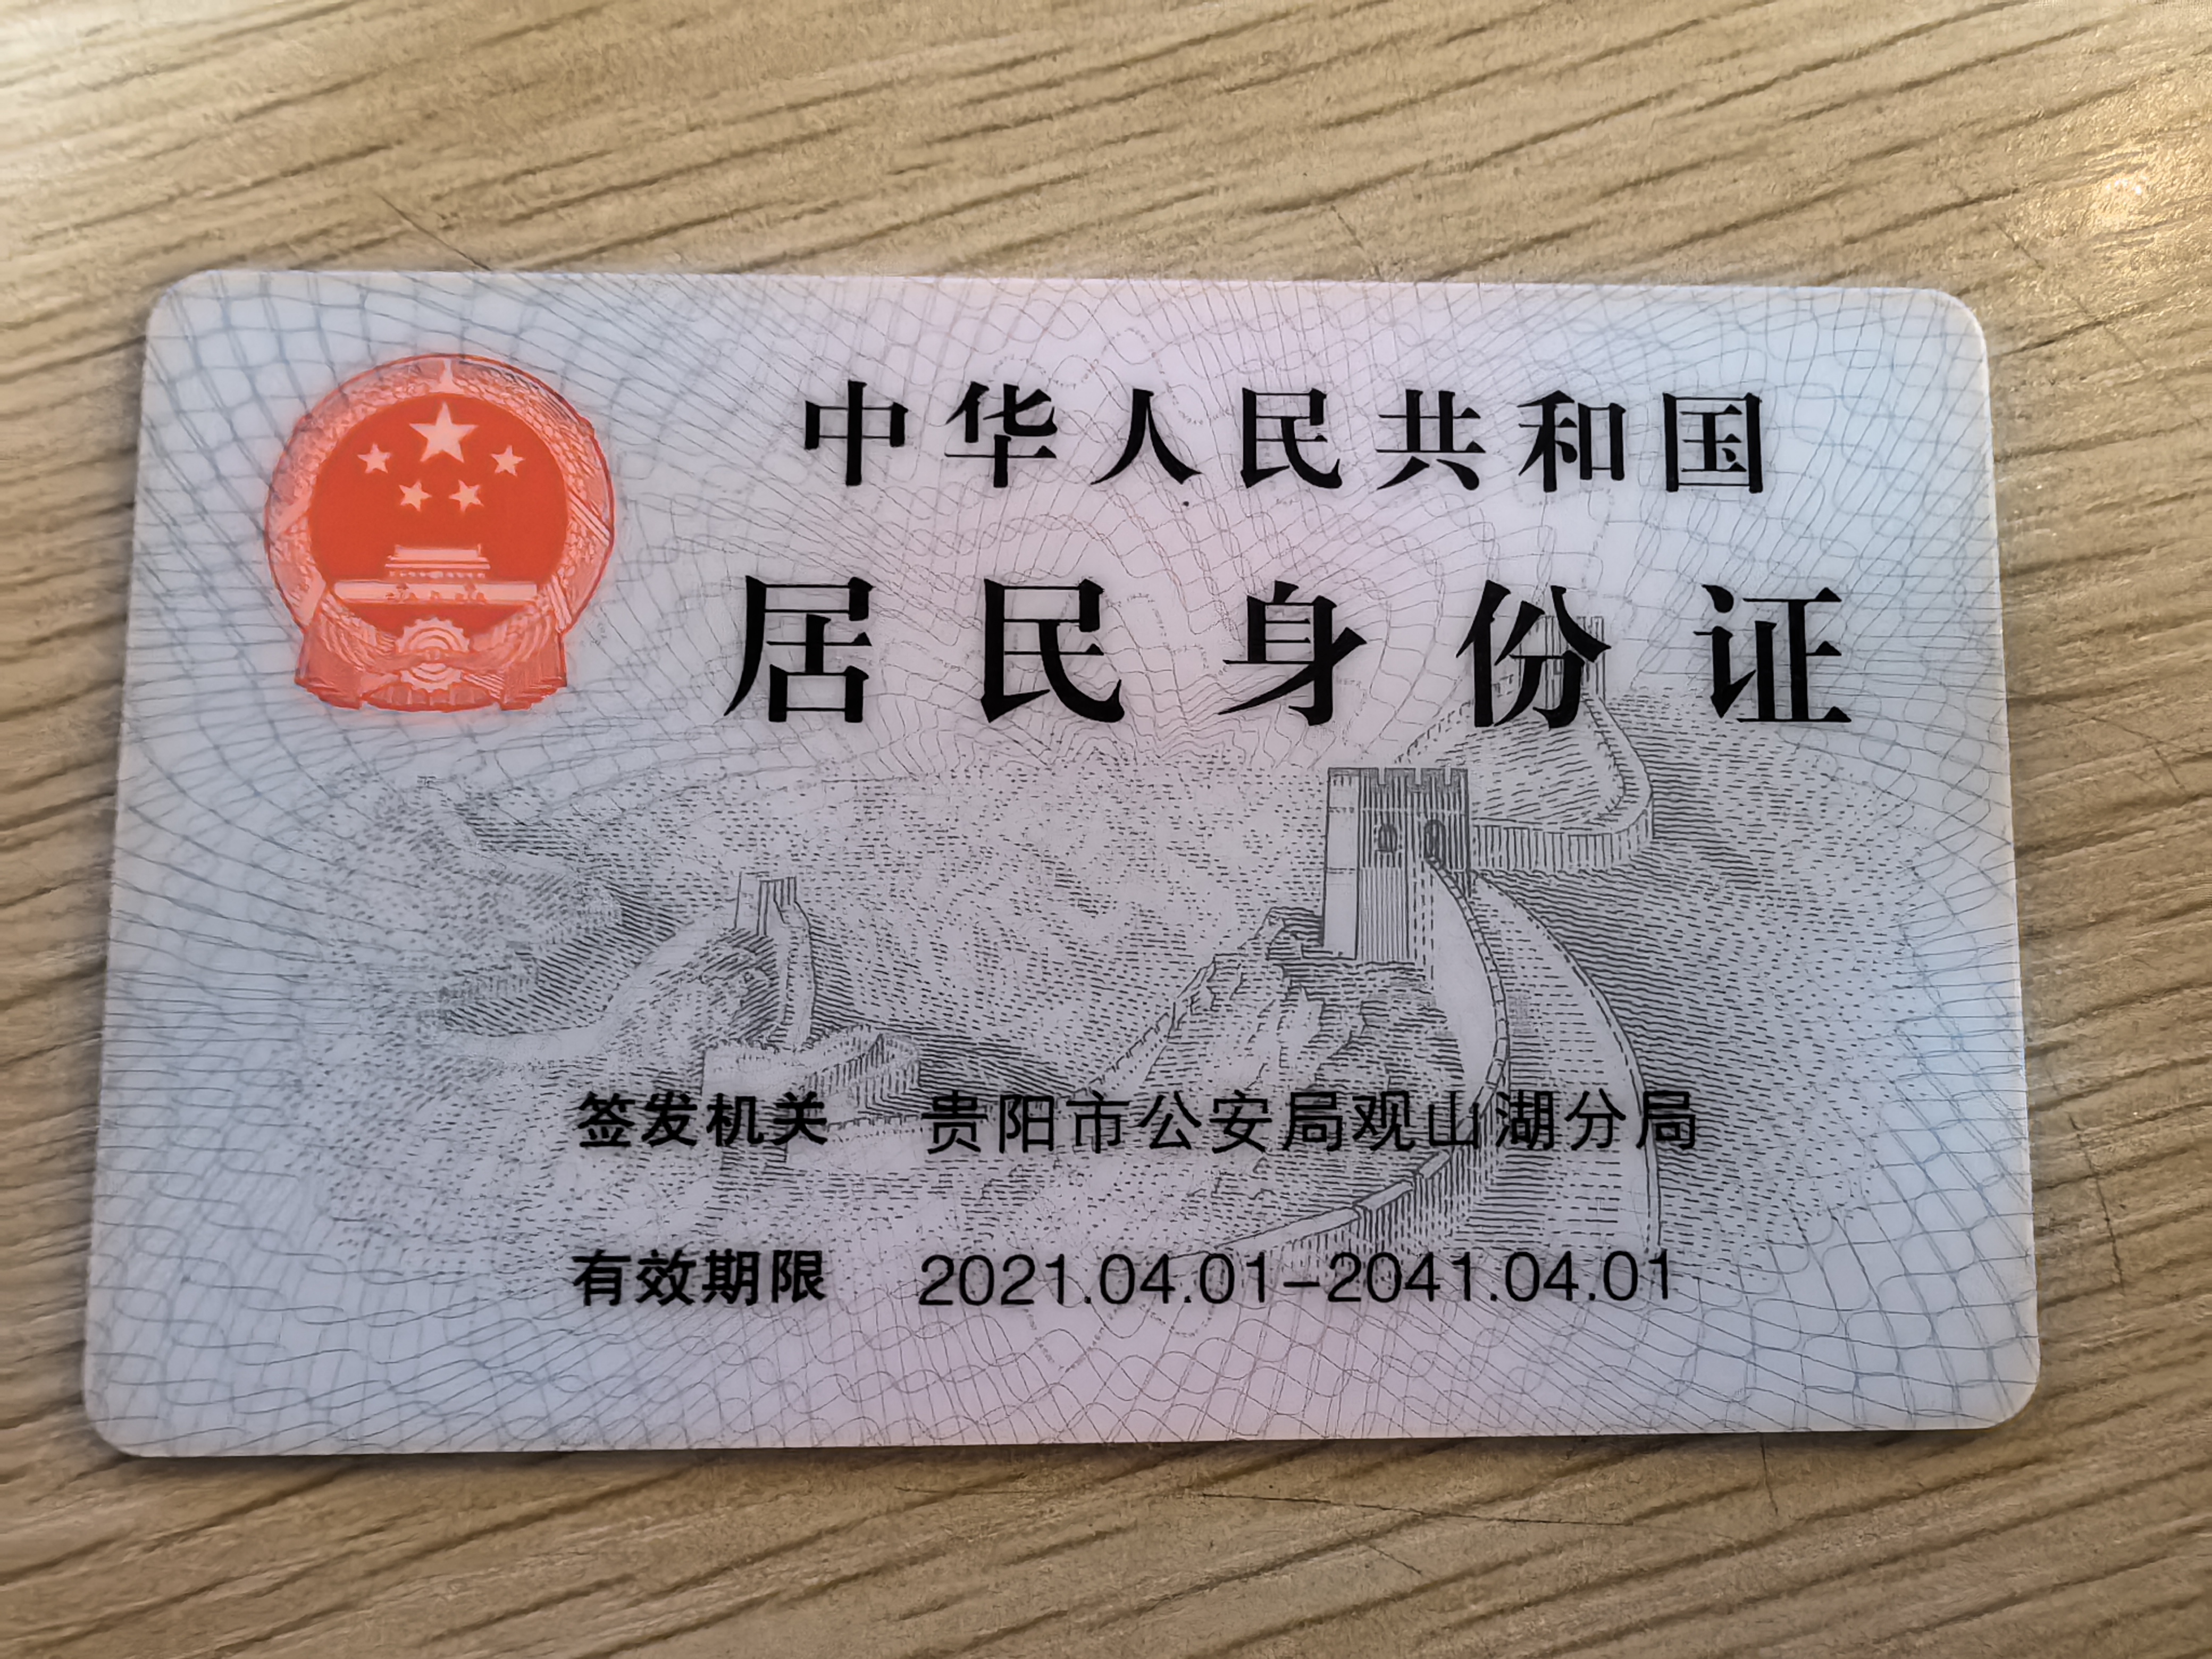 中华人民共和国
居民身份证
签发机关 贵阳市公安局观山湖分局
有效期限 2021.04.01-2041.04.01